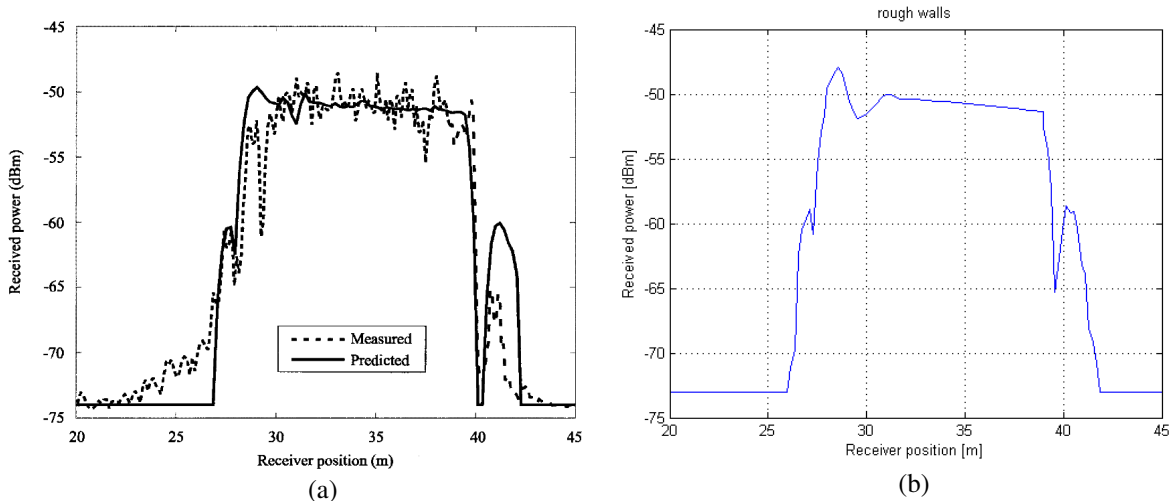 -45
-50
-55
-60
-65
-70
-75
20 25 30 35 40 45
Received power (dBm)
Receiver position (m)
Measured
Predicted
(a)
rough walls
-45
-50
-55
-60
-65
-70
-75
20 25 30 35 40 45
Received power [dBm]
Receiver position [m]
(b)